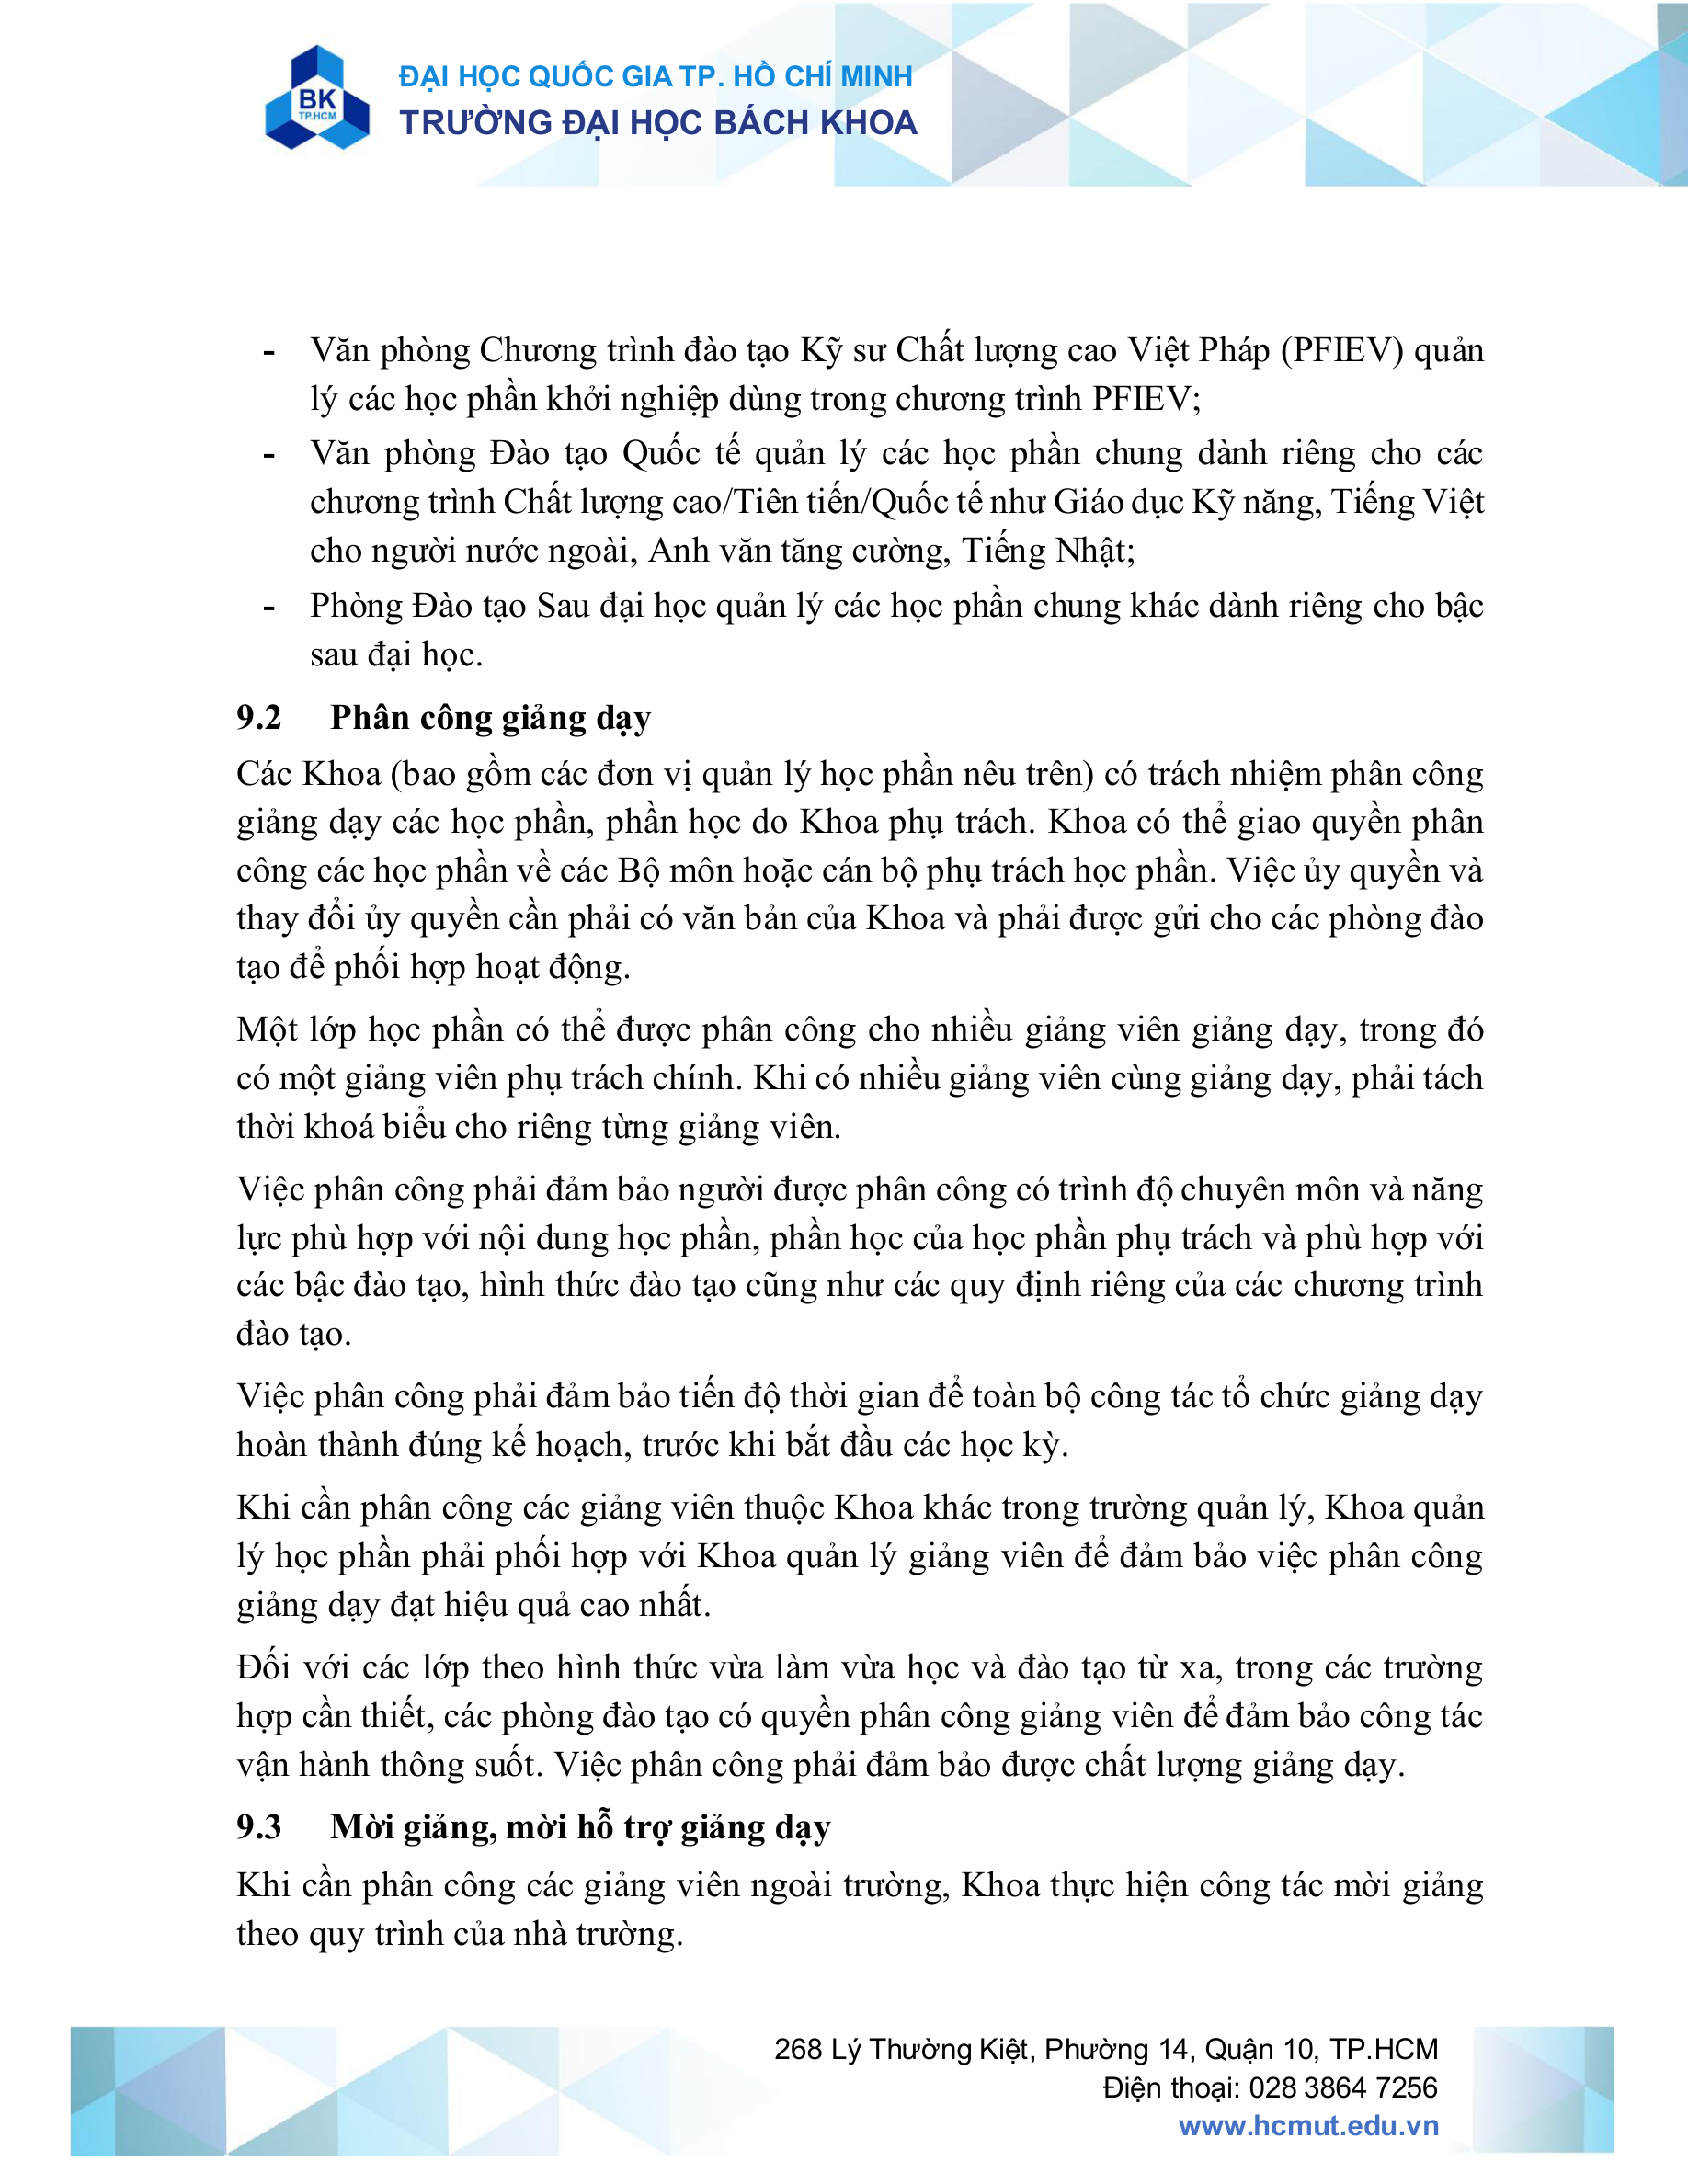 BK
TP.HCM
ĐẠI HỌC QUỐC GIA TP. HỒ CHÍ MINH
TRƯỜNG ĐẠI HỌC BÁCH KHOA
- Văn phòng Chương trình đào tạo Kỹ sư Chất lượng cao Việt Pháp (PFIEV) quản
lý các học phần khởi nghiệp dùng trong chương trình PFIEV;
- Văn phòng Đào tạo Quốc tế quản lý các học phần chung dành riêng cho các
chương trình Chất lượng cao/Tiên tiến/Quốc tế như Giáo dục Kỹ năng, Tiếng Việt
cho người nước ngoài, Anh văn tăng cường, Tiếng Nhật;
- Phòng Đào tạo Sau đại học quản lý các học phần chung khác dành riêng cho bậc
sau đại học.
9.2 Phân công giảng dạy
Các Khoa (bao gồm các đơn vị quản lý học phần nêu trên) có trách nhiệm phân công
giảng dạy các học phần, phần học do Khoa phụ trách. Khoa có thể giao quyền phân
công các học phần về các Bộ môn hoặc cán bộ phụ trách học phần. Việc ủy quyền và
thay đổi ủy quyền cần phải có văn bản của Khoa và phải được gửi cho các phòng đào
tạo để phối hợp hoạt động.
Một lớp học phần có thể được phân công cho nhiều giảng viên giảng dạy, trong đó
có một giảng viên phụ trách chính. Khi có nhiều giảng viên cùng giảng dạy, phải tách
thời khoá biểu cho riêng từng giảng viên.
Việc phân công phải đảm bảo người được phân công có trình độ chuyên môn và năng
lực phù hợp với nội dung học phần, phần học của học phần phụ trách và phù hợp với
các bậc đào tạo, hình thức đào tạo cũng như các quy định riêng của các chương trình
đào tạo.
Việc phân công phải đảm bảo tiến độ thời gian để toàn bộ công tác tổ chức giảng dạy
hoàn thành đúng kế hoạch, trước khi bắt đầu các học kỳ.
Khi cần phân công các giảng viên thuộc Khoa khác trong trường quản lý, Khoa quản
lý học phần phải phối hợp với Khoa quản lý giảng viên để đảm bảo việc phân công
giảng dạy đạt hiệu quả cao nhất.
Đối với các lớp theo hình thức vừa làm vừa học và đào tạo từ xa, trong các trường
hợp cần thiết, các phòng đào tạo có quyền phân công giảng viên để đảm bảo công tác
vận hành thông suốt. Việc phân công phải đảm bảo được chất lượng giảng dạy.
9.3 Mời giảng, mời hỗ trợ giảng dạy
Khi cần phân công các giảng viên ngoài trường, Khoa thực hiện công tác mời giảng
theo quy trình của nhà trường.
268 Lý Thường Kiệt, Phường 14, Quận 10, TP.HCM
Điện thoại: 028 3864 7256
www.hcmut.edu.vn